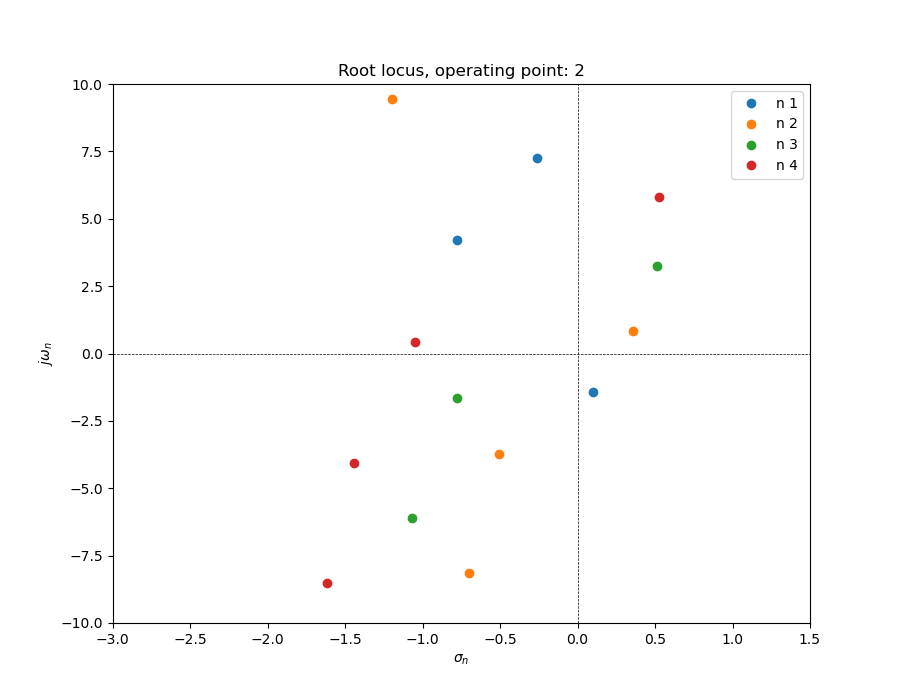 Root locus, operating point: 2
n 1
n 2
n 3
n 4
10.0
7.5
5.0
2.5
0.0
−2.5
−5.0
−7.5
−10.0
jωₙ
−3.0 −2.5 −2.0 −1.5 −1.0 −0.5 0.0 0.5 1.0 1.5
σₙ